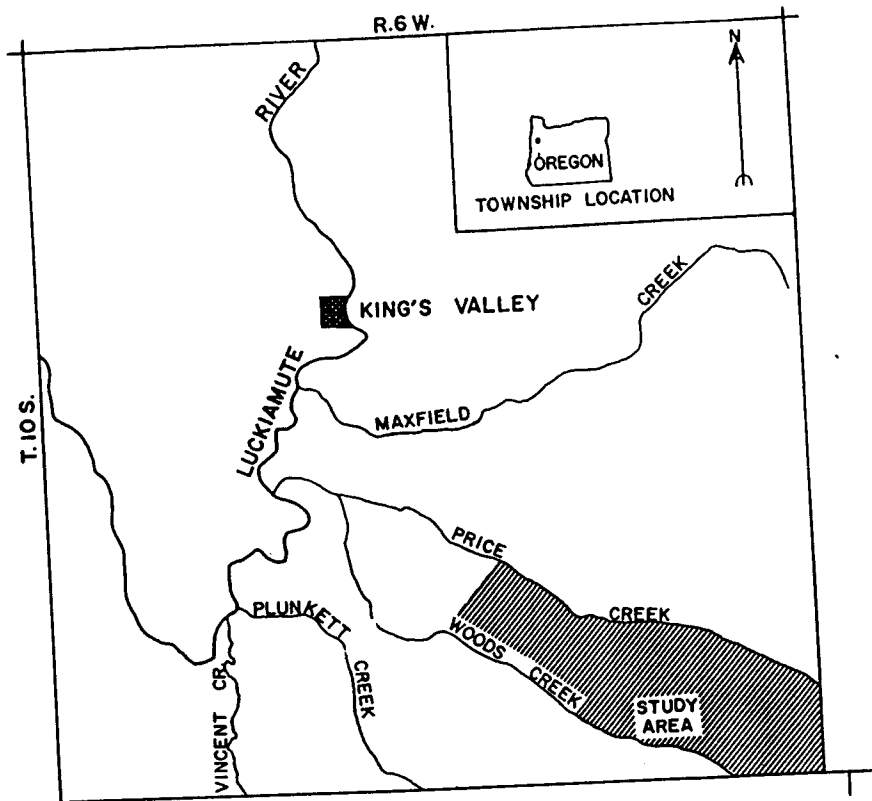 R.6 W.
N
RIVER
OREGON
TOWNSHIP LOCATION
CREEK
KING'S VALLEY
LUCKIAMUTE
MAXFIELD
T. 10 S.
PRICE
CREEK
PLUNKETT
CREEK
WOODS CREEK
STUDY
AREA
VINCENT CR.